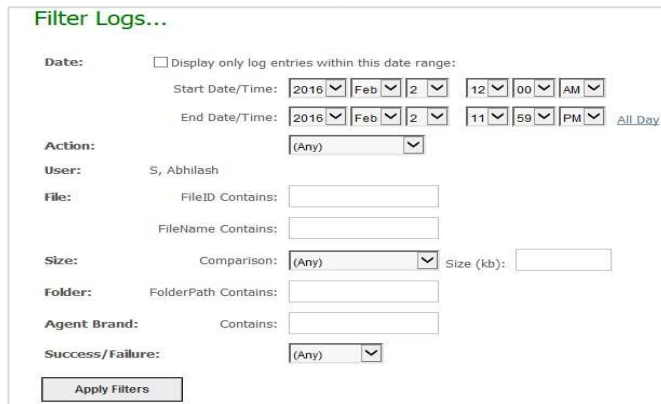 Filter Logs...
Date: Display only log entries within this date range:
Start Date/Time: 2016 Feb 2 12 00 AM
End Date/Time: 2016 Feb 2 11 59 PM All Day
Action: (Any)
User: S, Abhilash
File: FileID Contains:
FileName Contains:
Size: Comparison: (Any) Size (kb):
Folder: FolderPath Contains:
Agent Brand: Contains:
Success/Failure: (Any)
Apply Filters